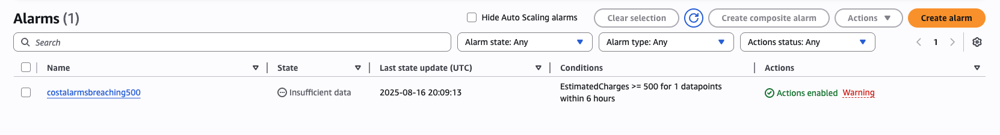 Alarms (1)
Hide Auto Scaling alarms
Clear selection
Create composite alarm
Actions
Create alarm
Search
Alarm state: Any
Alarm type: Any
Actions status: Any
1
Name
State
Last state update (UTC)
Conditions
Actions
costalarmsbreaching500
Insufficient data
2025-08-16 20:09:13
EstimatedCharges >= 500 for 1 datapoints
within 6 hours
Actions enabled
Warning